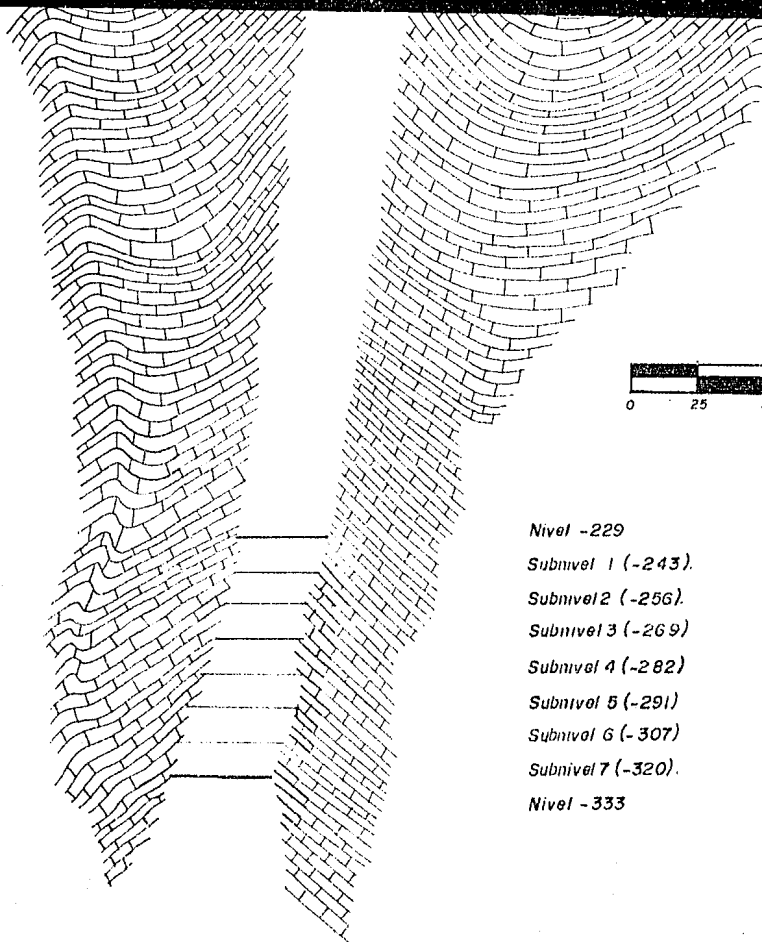 0 25
Nivel -229
Subnivel 1 (-243).
Subnivel 2 (-256).
Subnivel 3 (-269)
Subnivel 4 (-282)
Subnivel 5 (-291)
Subnivel 6 (-307)
Subnivel 7 (-320).
Nivel -333